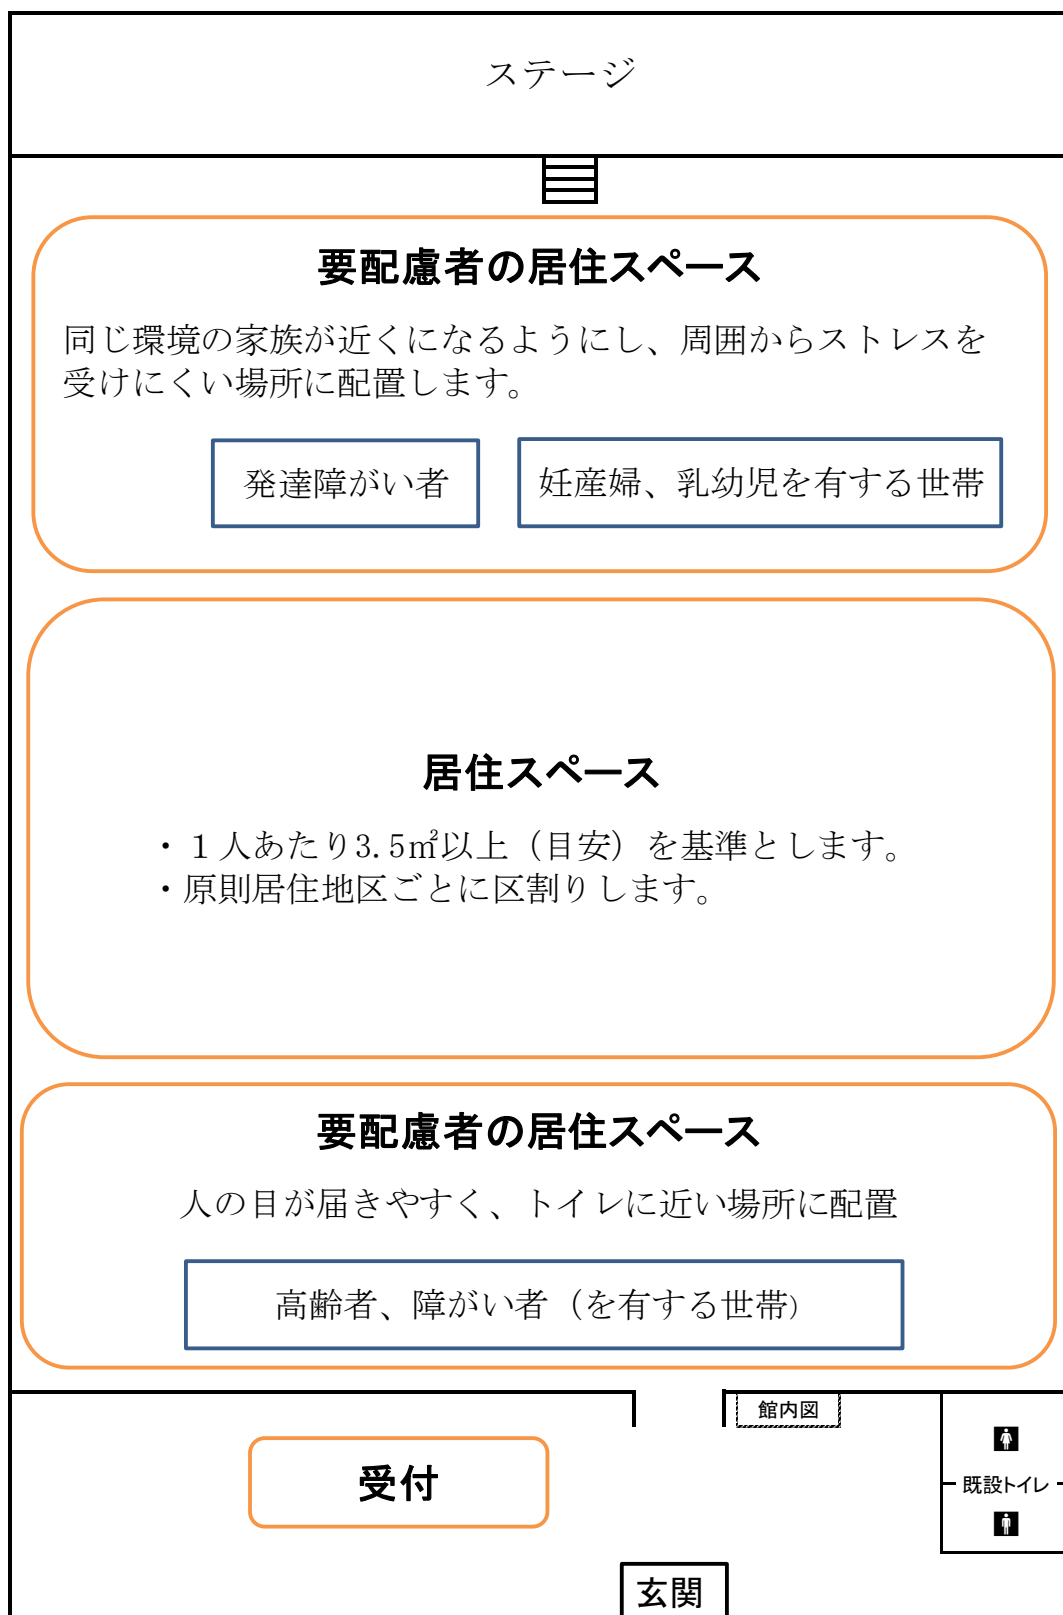 ステージ
要配慮者の居住スペース
同じ環境の家族が近くになるようにし、周囲からストレスを
受けにくい場所に配置します。
発達障がい者
妊産婦、乳幼児を有する世帯
居住スペース
・１人あたり3.5㎡以上（目安）を基準とします。
・原則居住地区ごとに区割りします。
要配慮者の居住スペース
人の目が届きやすく、トイレに近い場所に配置
高齢者、障がい者（を有する世帯）
館内図
受付
既設トイレ
玄関